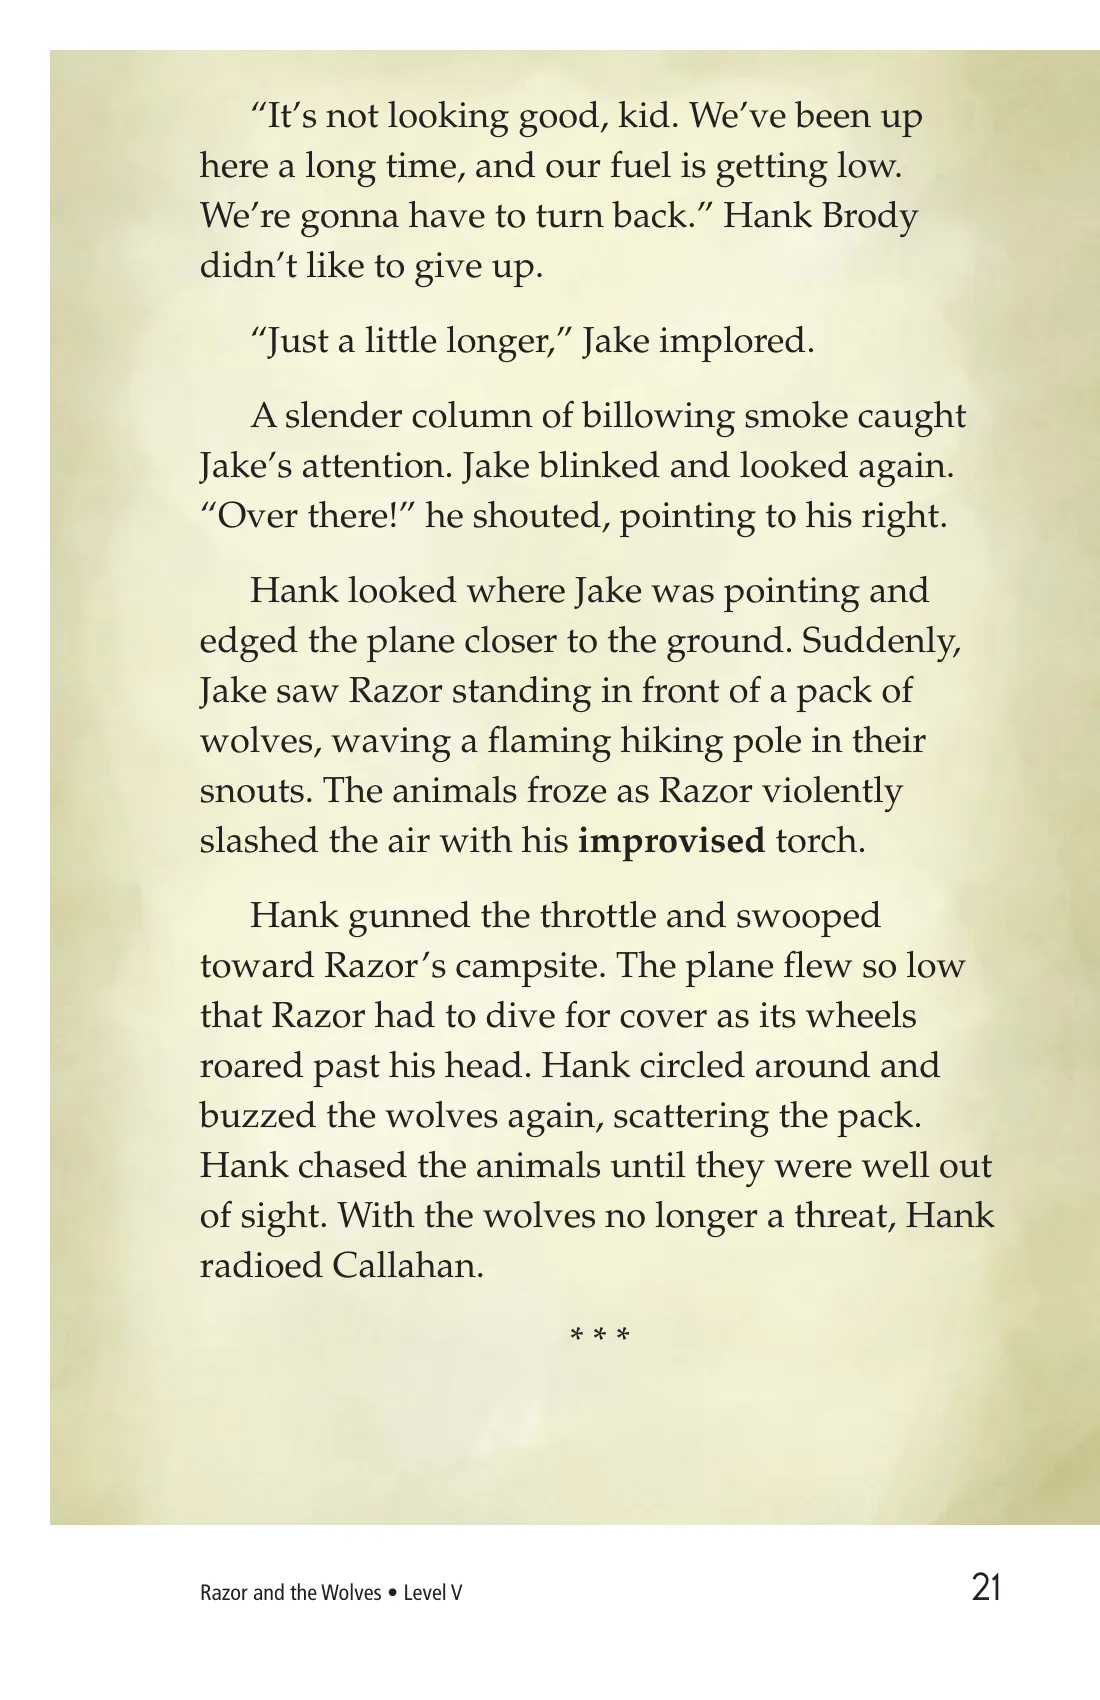 “It’s not looking good, kid. We’ve been up
here a long time, and our fuel is getting low.
We’re gonna have to turn back.” Hank Brody
didn’t like to give up.
“Just a little longer,” Jake implored.
A slender column of billowing smoke caught
Jake’s attention. Jake blinked and looked again.
“Over there!” he shouted, pointing to his right.
Hank looked where Jake was pointing and
edged the plane closer to the ground. Suddenly,
Jake saw Razor standing in front of a pack of
wolves, waving a flaming hiking pole in their
snouts. The animals froze as Razor violently
slashed the air with his improvised torch.
Hank gunned the throttle and swooped
toward Razor’s campsite. The plane flew so low
that Razor had to dive for cover as its wheels
roared past his head. Hank circled around and
buzzed the wolves again, scattering the pack.
Hank chased the animals until they were well out
of sight. With the wolves no longer a threat, Hank
radioed Callahan.
* * *
Razor and the Wolves • Level V
21